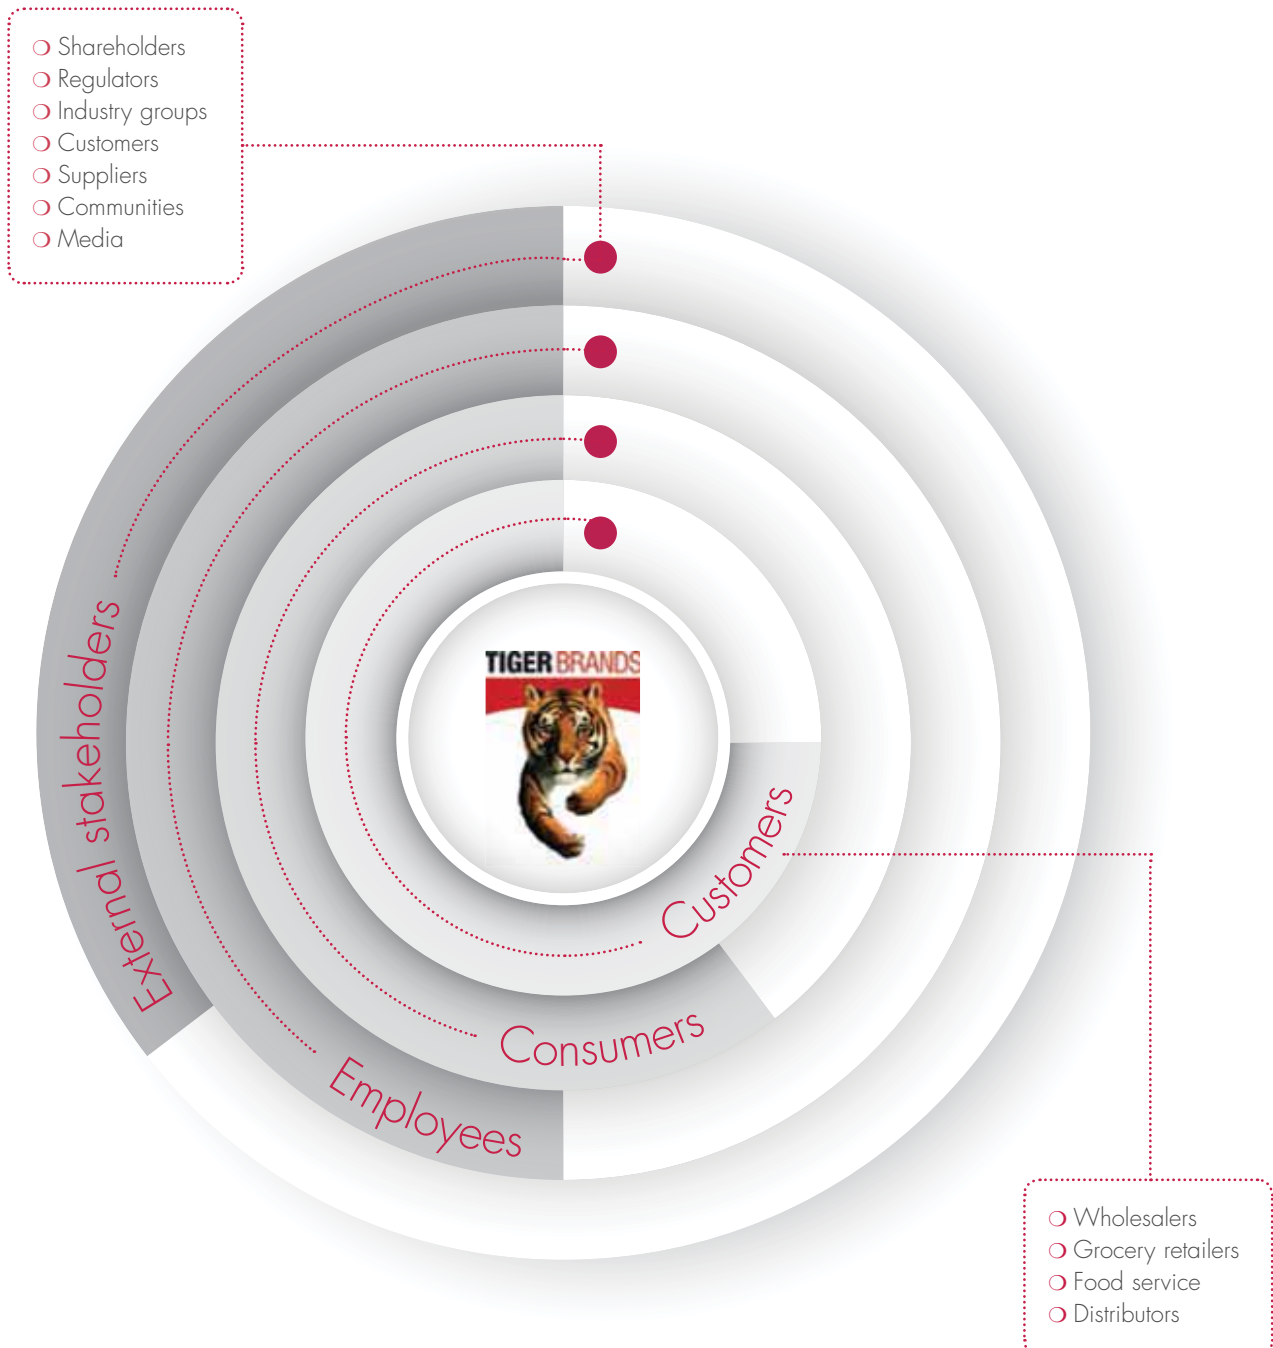 Shareholders
Regulators
Industry groups
Customers
Suppliers
Communities
Media
TIGER BRANDS
External stakeholders
Customers
Consumers
Employees
Wholesalers
Grocery retailers
Food service
Distributors